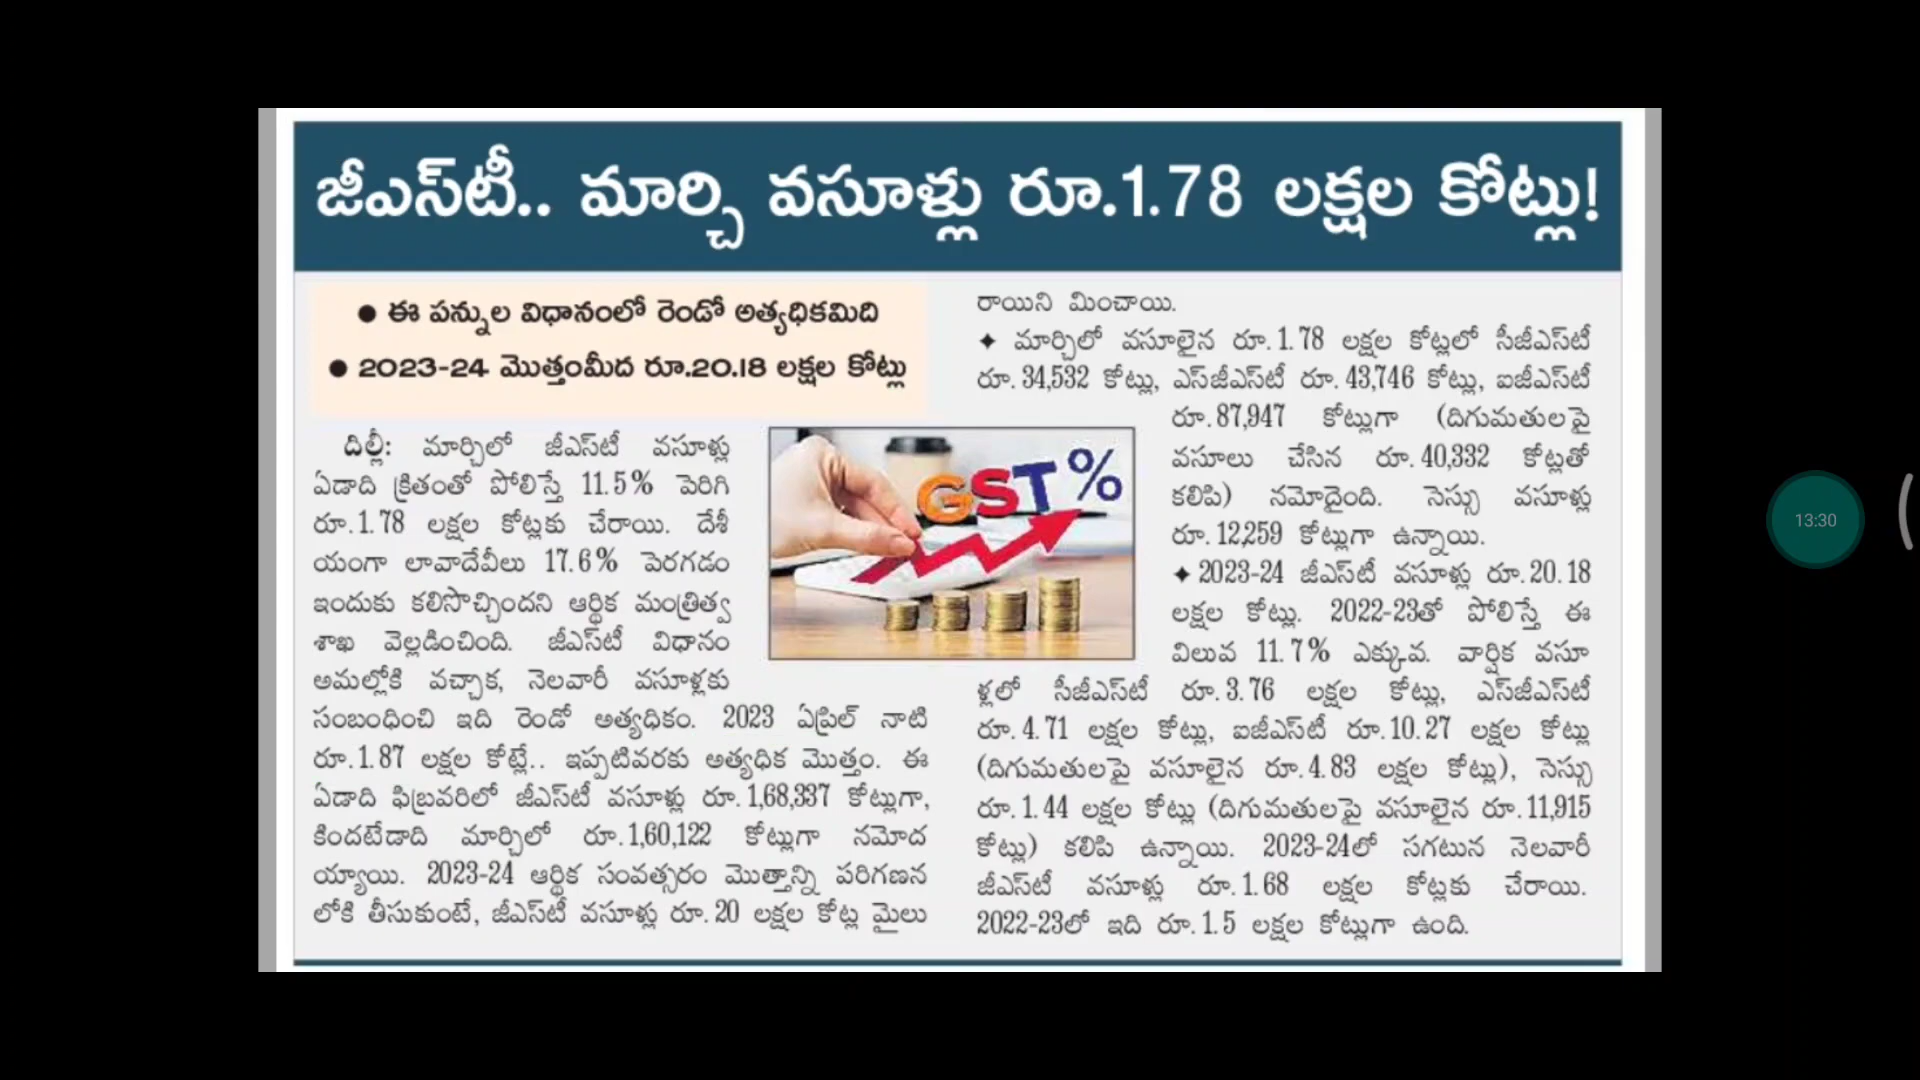 జీఎస్‌టీ.. మార్చి వసూళ్లు రూ.1.78 లక్షల కోట్లు!
● ఈ పన్నుల విధానంలో రెండో అత్యధికమిది
● 2023-24 మొత్తంమీద రూ.20.18 లక్షల కోట్లు
దిల్లీ: మార్చిలో జీఎస్‌టీ వసూళ్లు
ఏడాది క్రితంతో పోలిస్తే 11.5% పెరిగి
రూ.1.78 లక్షల కోట్లకు చేరాయి. దేశీ
యంగా లావాదేవీలు 17.6% పెరగడం
ఇందుకు కలిసొచ్చిందని ఆర్థిక మంత్రిత్వ
శాఖ వెల్లడించింది. జీఎస్‌టీ విధానం
అమల్లోకి వచ్చాక, నెలవారీ వసూళ్లకు
సంబంధించి ఇది రెండో అత్యధికం. 2023 ఏప్రిల్ నాటి
రూ.1.87 లక్షల కోట్లే.. ఇప్పటివరకు అత్యధిక మొత్తం. ఈ
ఏడాది ఫిబ్రవరిలో జీఎస్‌టీ వసూళ్లు రూ.1,68,337 కోట్లుగా,
కిందటేడాది మార్చిలో రూ.1,60,122 కోట్లుగా నమోద
య్యాయి. 2023-24 ఆర్థిక సంవత్సరం మొత్తాన్ని పరిగణన
లోకి తీసుకుంటే, జీఎస్‌టీ వసూళ్లు రూ.20 లక్షల కోట్ల మైలు
రాయిని మించాయి.
✦ మార్చిలో వసూలైన రూ.1.78 లక్షల కోట్లలో సీజీఎస్‌టీ
రూ.34,532 కోట్లు, ఎస్‌జీఎస్‌టీ రూ.43,746 కోట్లు, ఐజీఎస్‌టీ
రూ.87,947 కోట్లుగా (దిగుమతులపై
వసూలు చేసిన రూ.40,332 కోట్లతో
కలిపి) నమోదైంది. సెస్సు వసూళ్లు
రూ.12,259 కోట్లుగా ఉన్నాయి.
✦ 2023-24 జీఎస్‌టీ వసూళ్లు రూ.20.18
లక్షల కోట్లు. 2022-23తో పోలిస్తే ఈ
విలువ 11.7% ఎక్కువ. వార్షిక వసూ
ళ్లలో సీజీఎస్‌టీ రూ.3.76 లక్షల కోట్లు, ఎస్‌జీఎస్‌టీ
రూ.4.71 లక్షల కోట్లు, ఐజీఎస్‌టీ రూ.10.27 లక్షల కోట్లు
(దిగుమతులపై వసూలైన రూ.4.83 లక్షల కోట్లు), సెస్సు
రూ.1.44 లక్షల కోట్లు (దిగుమతులపై వసూలైన రూ.11,915
కోట్లు) కలిపి ఉన్నాయి. 2023-24లో సగటున నెలవారీ
జీఎస్‌టీ వసూళ్లు రూ.1.68 లక్షల కోట్లకు చేరాయి.
2022-23లో ఇది రూ.1.5 లక్షల కోట్లుగా ఉంది.
GST%
13:30